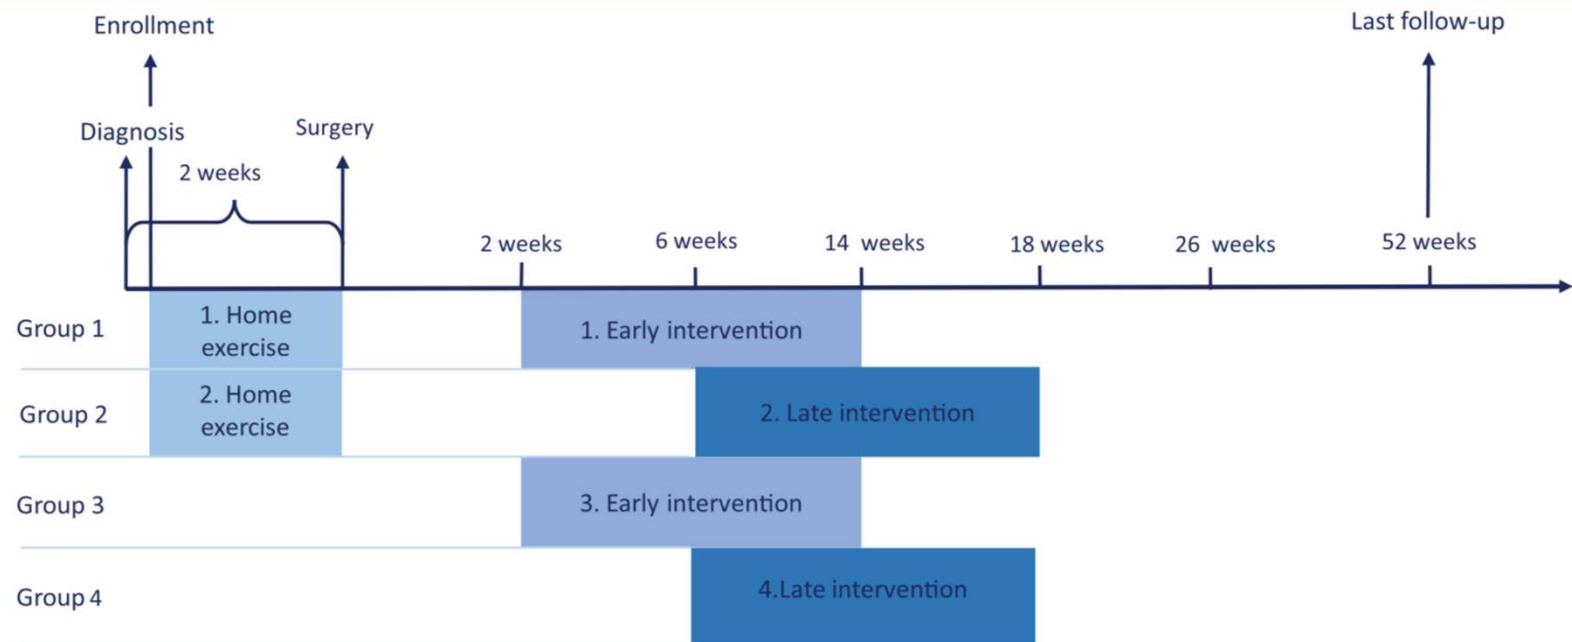 Enrollment
Last follow-up
Diagnosis
Surgery
2 weeks
2 weeks
6 weeks
14 weeks
18 weeks
26 weeks
52 weeks
Group 1
1. Home
exercise
1. Early intervention
Group 2
2. Home
exercise
2. Late intervention
Group 3
3. Early intervention
Group 4
4.Late intervention